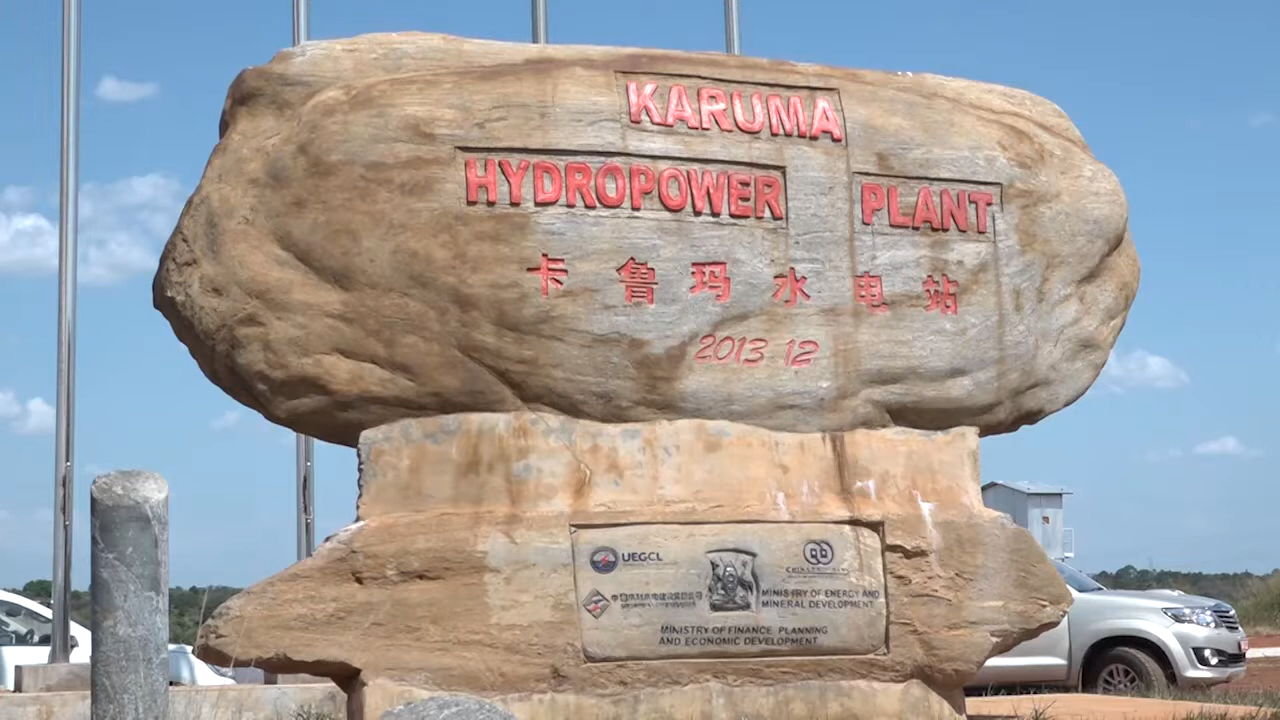 KARUMA
HYDROPOWER PLANT
卡鲁玛水电站
2013 12
UEGCL
MINISTRY OF ENERGY AND
MINERAL DEVELOPMENT
MINISTRY OF FINANCE PLANNING
AND ECONOMIC DEVELOPMENT